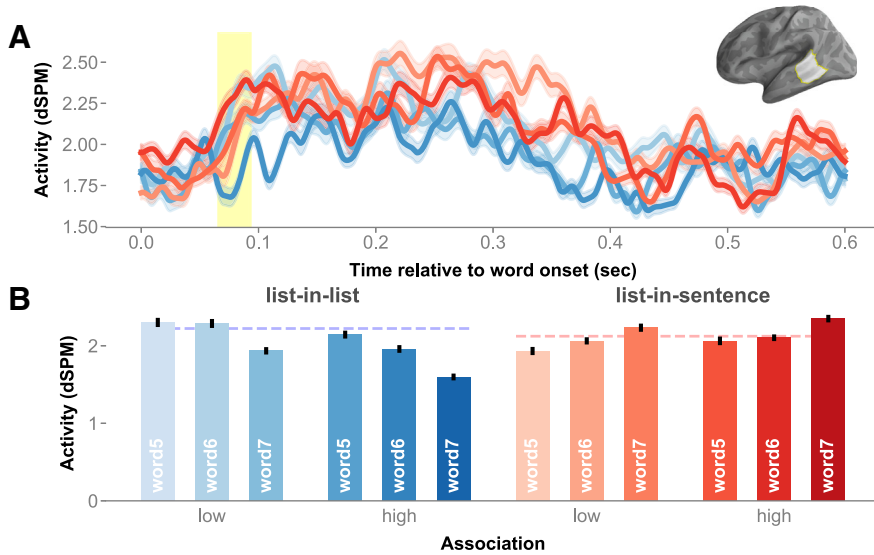 A
Activity (dSPM)
2.50
2.25
2.00
1.75
1.50
0.0 0.1 0.2 0.3 0.4 0.5 0.6
Time relative to word onset (sec)
B
list-in-list list-in-sentence
Activity (dSPM)
2
1
0
word5 word6 word7 word5 word6 word7 word5 word6 word7 word5 word6 word7
low high low high
Association